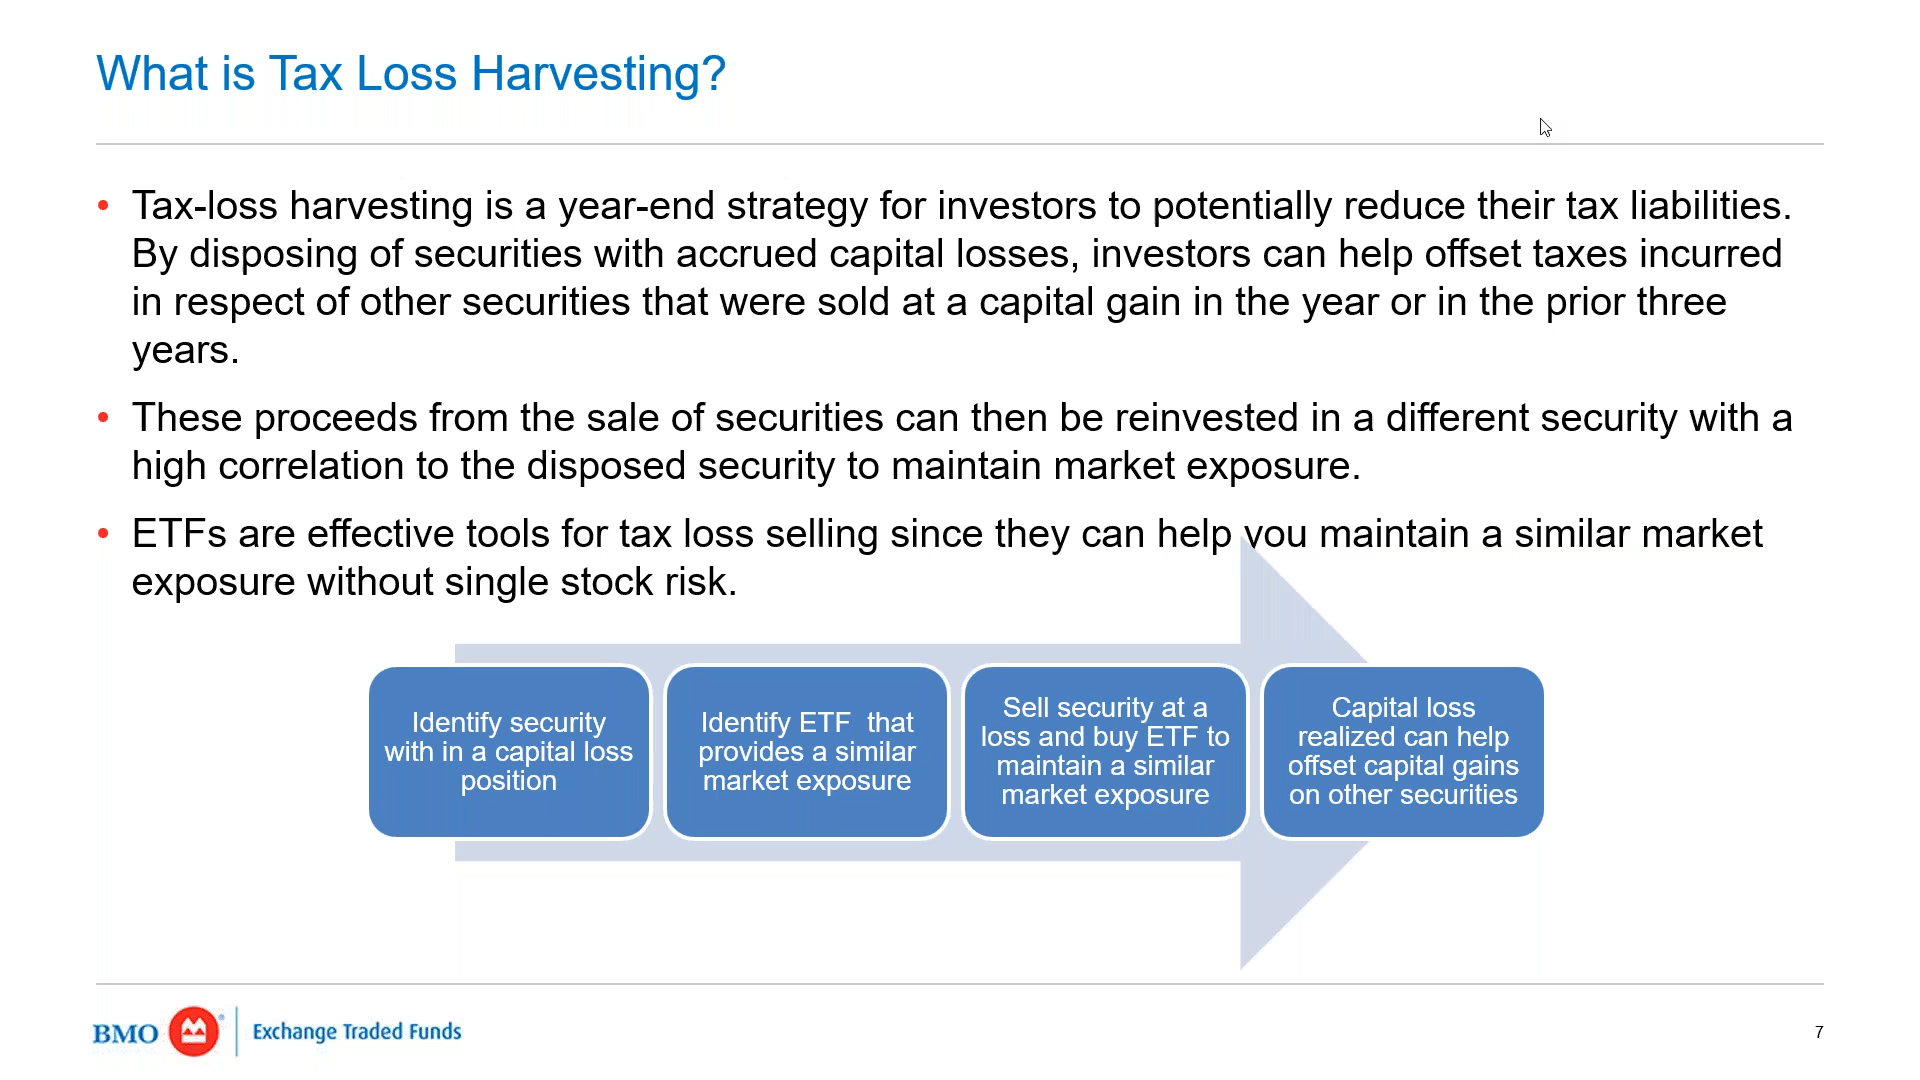 What is Tax Loss Harvesting?
• Tax-loss harvesting is a year-end strategy for investors to potentially reduce their tax liabilities.
By disposing of securities with accrued capital losses, investors can help offset taxes incurred
in respect of other securities that were sold at a capital gain in the year or in the prior three
years.
• These proceeds from the sale of securities can then be reinvested in a different security with a
high correlation to the disposed security to maintain market exposure.
• ETFs are effective tools for tax loss selling since they can help you maintain a similar market
exposure without single stock risk.
Identify security
with in a capital loss
position
Identify ETF  that
provides a similar
market exposure
Sell security at a
loss and buy ETF to
maintain a similar
market exposure
Capital loss
realized can help
offset capital gains
on other securities
BMO
Exchange Traded Funds
7